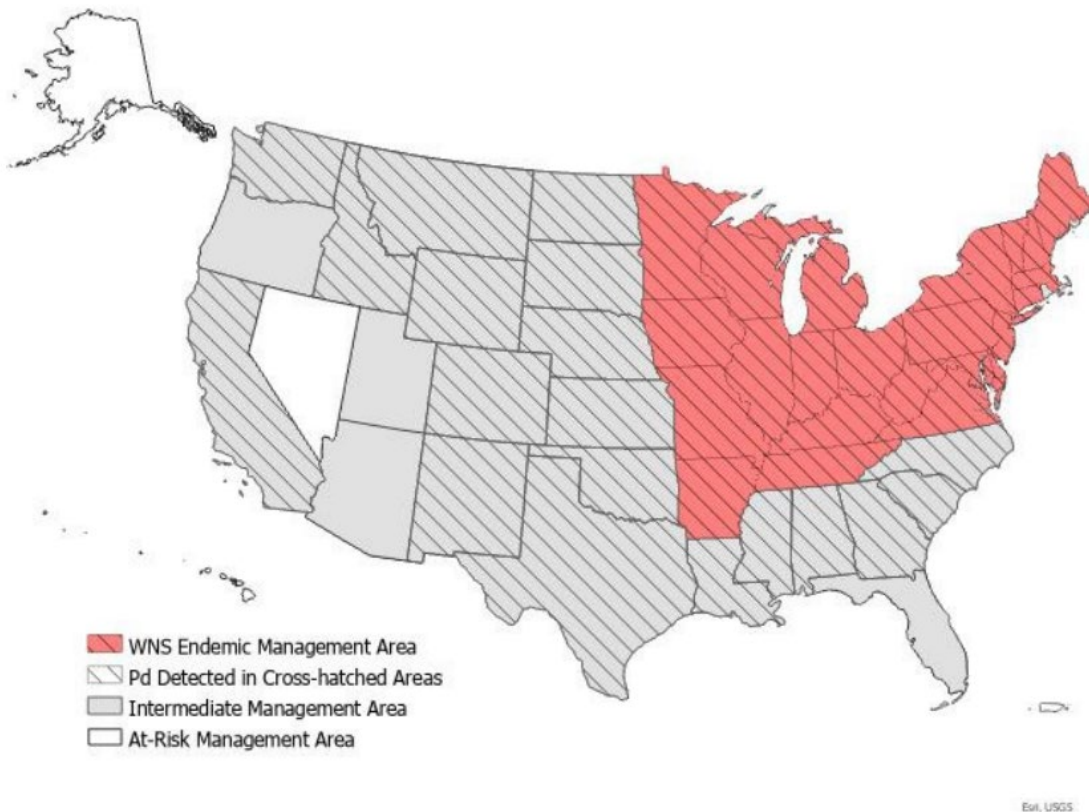 WNS Endemic Management Area
Pd Detected in Cross-hatched Areas
Intermediate Management Area
At-Risk Management Area
Esri, USGS